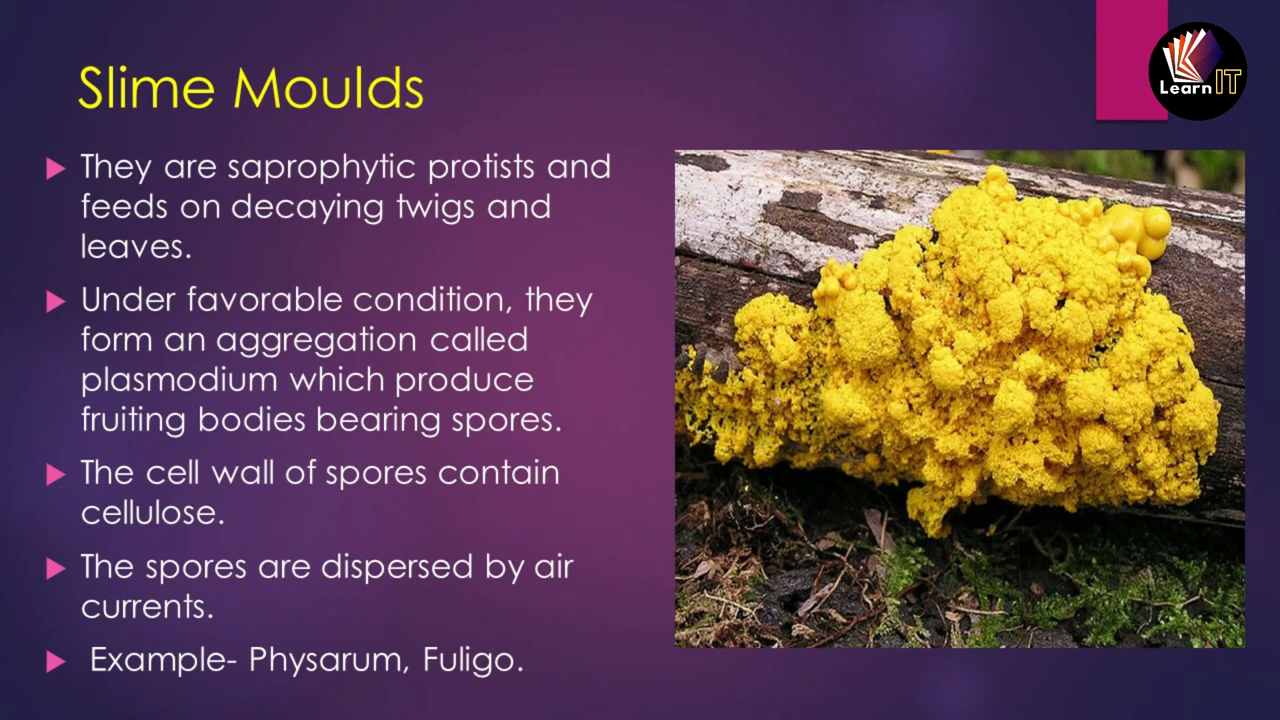 Slime Moulds
Learn IT
They are saprophytic protists and
feeds on decaying twigs and
leaves.
Under favorable condition, they
form an aggregation called
plasmodium which produce
fruiting bodies bearing spores.
The cell wall of spores contain
cellulose.
The spores are dispersed by air
currents.
Example- Physarum, Fuligo.